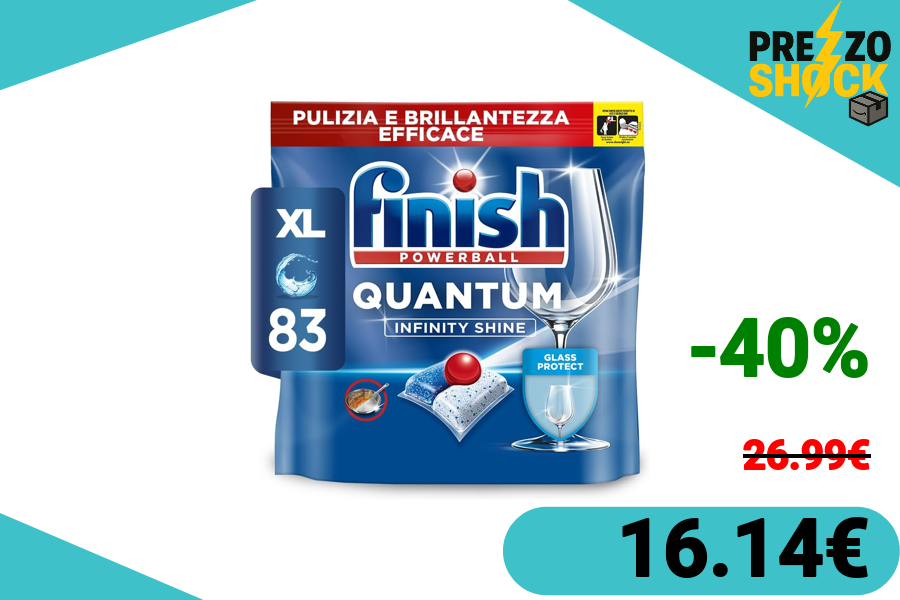 PREZZO
SHOCK
PULIZIA E BRILLANTEZZA
EFFICACE
finish
POWERBALL
XL
83
QUANTUM
INFINITY SHINE
GLASS
PROTECT
-40%
26.99€
16.14€